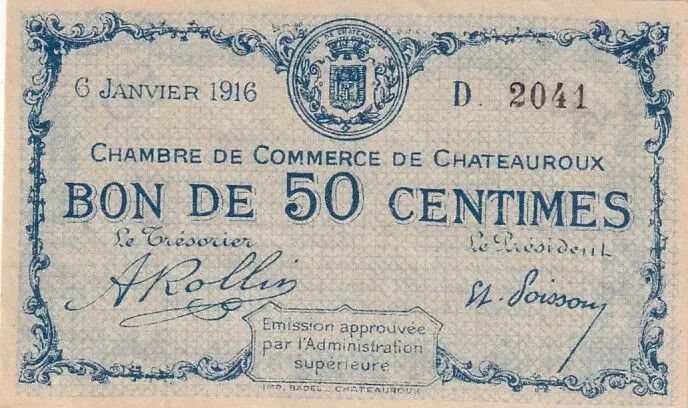 6 JANVIER 1916
D. 2041
CHAMBRE DE COMMERCE DE CHATEAUROUX
BON DE 50 CENTIMES
Le Trésorier
Le Président
A Rollin
Emission approuvée
par l'Administration
supérieure
IMP. BADEL - CHATEAUROUX